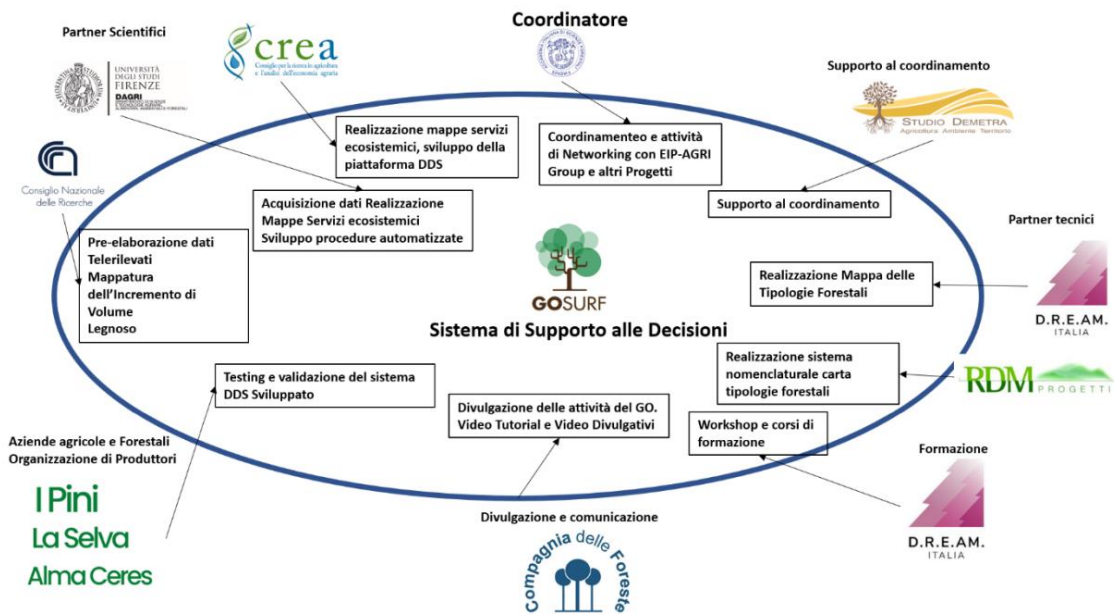 Coordinatore
Partner Scientifici
crea
Consiglio per la ricerca in agricoltura
e l'analisi dell'economia agraria
UNIVERSITÀ
DEGLI STUDI
FIRENZE
DAGRI
Supporto al coordinamento
STUDIO DEMETRA
Agricoltura Ambiente Territorio
Realizzazione mappe servizi
ecosistemici, sviluppo della
piattaforma DDS
Coordinamenteo e attività
di Networking con EIP-AGRI
Group e altri Progetti
Consiglio Nazionale
delle Ricerche
Acquisizione dati Realizzazione
Mappe Servizi ecosistemici
Sviluppo procedure automatizzate
Supporto al coordinamento
Partner tecnici
Pre-elaborazione dati
Telerilevati
Mappatura
dell'Incremento di
Volume
Legnoso
GOSURF
Sistema di Supporto alle Decisioni
Realizzazione Mappa delle
Tipologie Forestali
D.R.E.AM.
ITALIA
Realizzazione sistema
nomenclaturale carta
tipologie forestali
RDM
PROGETTI
Testing e validazione del sistema
DDS Sviluppato
Divulgazione delle attività del GO.
Video Tutorial e Video Divulgativi
Workshop e corsi di
formazione
Aziende agricole e Forestali
Organizzazione di Produttori
I Pini
La Selva
Alma Ceres
Formazione
D.R.E.AM.
ITALIA
Divulgazione e comunicazione
Compagnia delle Foreste